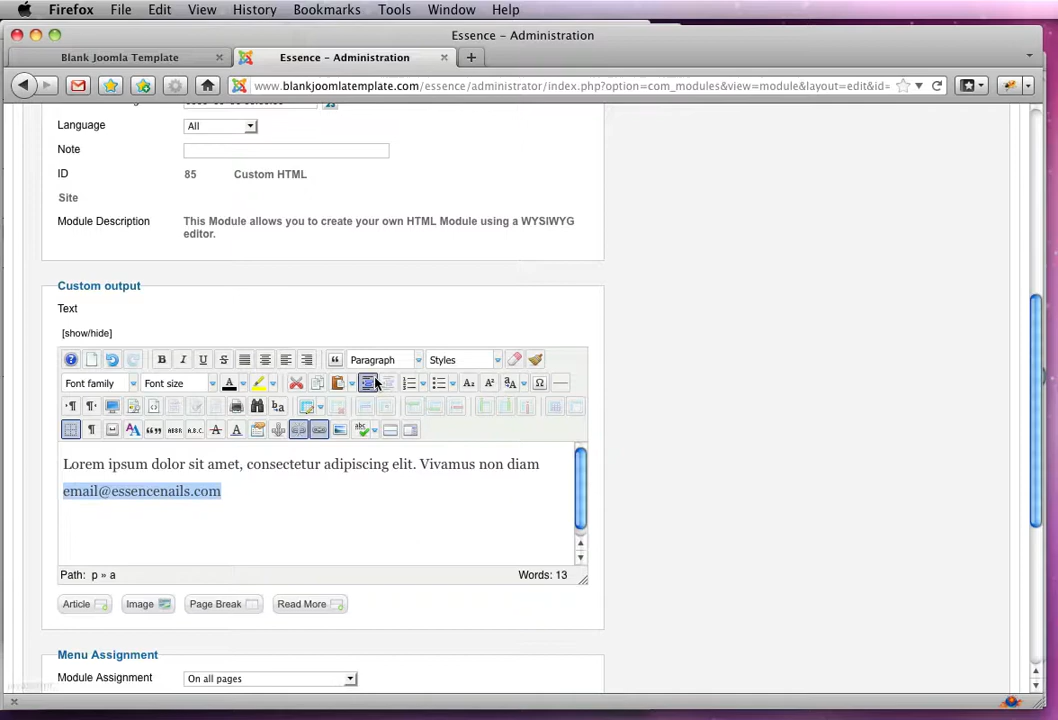 Firefox File Edit View History Bookmarks Tools Window Help
Essence – Administration
Blank Joomla Template Essence – Administration
www.blankjoomlatemplate.com/essence/administrator/index.php?option=com_modules&view=module&layout=edit&id=
Language All
Note
ID 85 Custom HTML
Site
Module Description This Module allows you to create your own HTML Module using a WYSIWYG
editor.
Custom output
Text
[show/hide]
B I U S Paragraph Styles
Font family Font size
Lorem ipsum dolor sit amet, consectetur adipiscing elit. Vivamus non diam
email@essencenails.com
Path: p » a Words: 13
Article Image Page Break Read More
Menu Assignment
Module Assignment On all pages